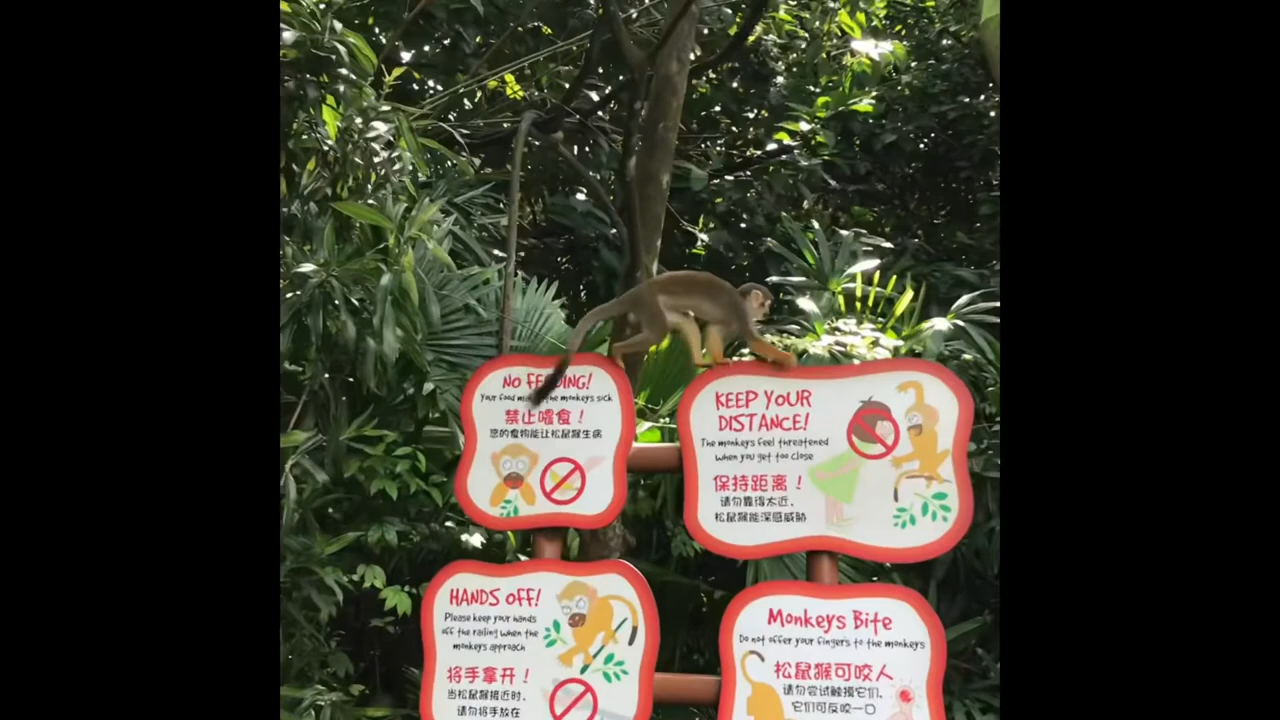 NO FEEDING!
Your food makes the monkeys sick
禁止喂食！
您的食物能让松鼠猴生病
KEEP YOUR
DISTANCE!
The monkeys feel threatened
when you get too close
保持距离！
请勿靠得太近、
松鼠猴能深感威胁
HANDS OFF!
Please keep your hands
off the railing when the
monkeys approach
将手拿开！
当松鼠猴接近时、
请勿将手放在
Monkeys Bite
Do not offer your fingers to the monkeys
松鼠猴可咬人
请勿尝试触摸它们、
它们可反咬一口